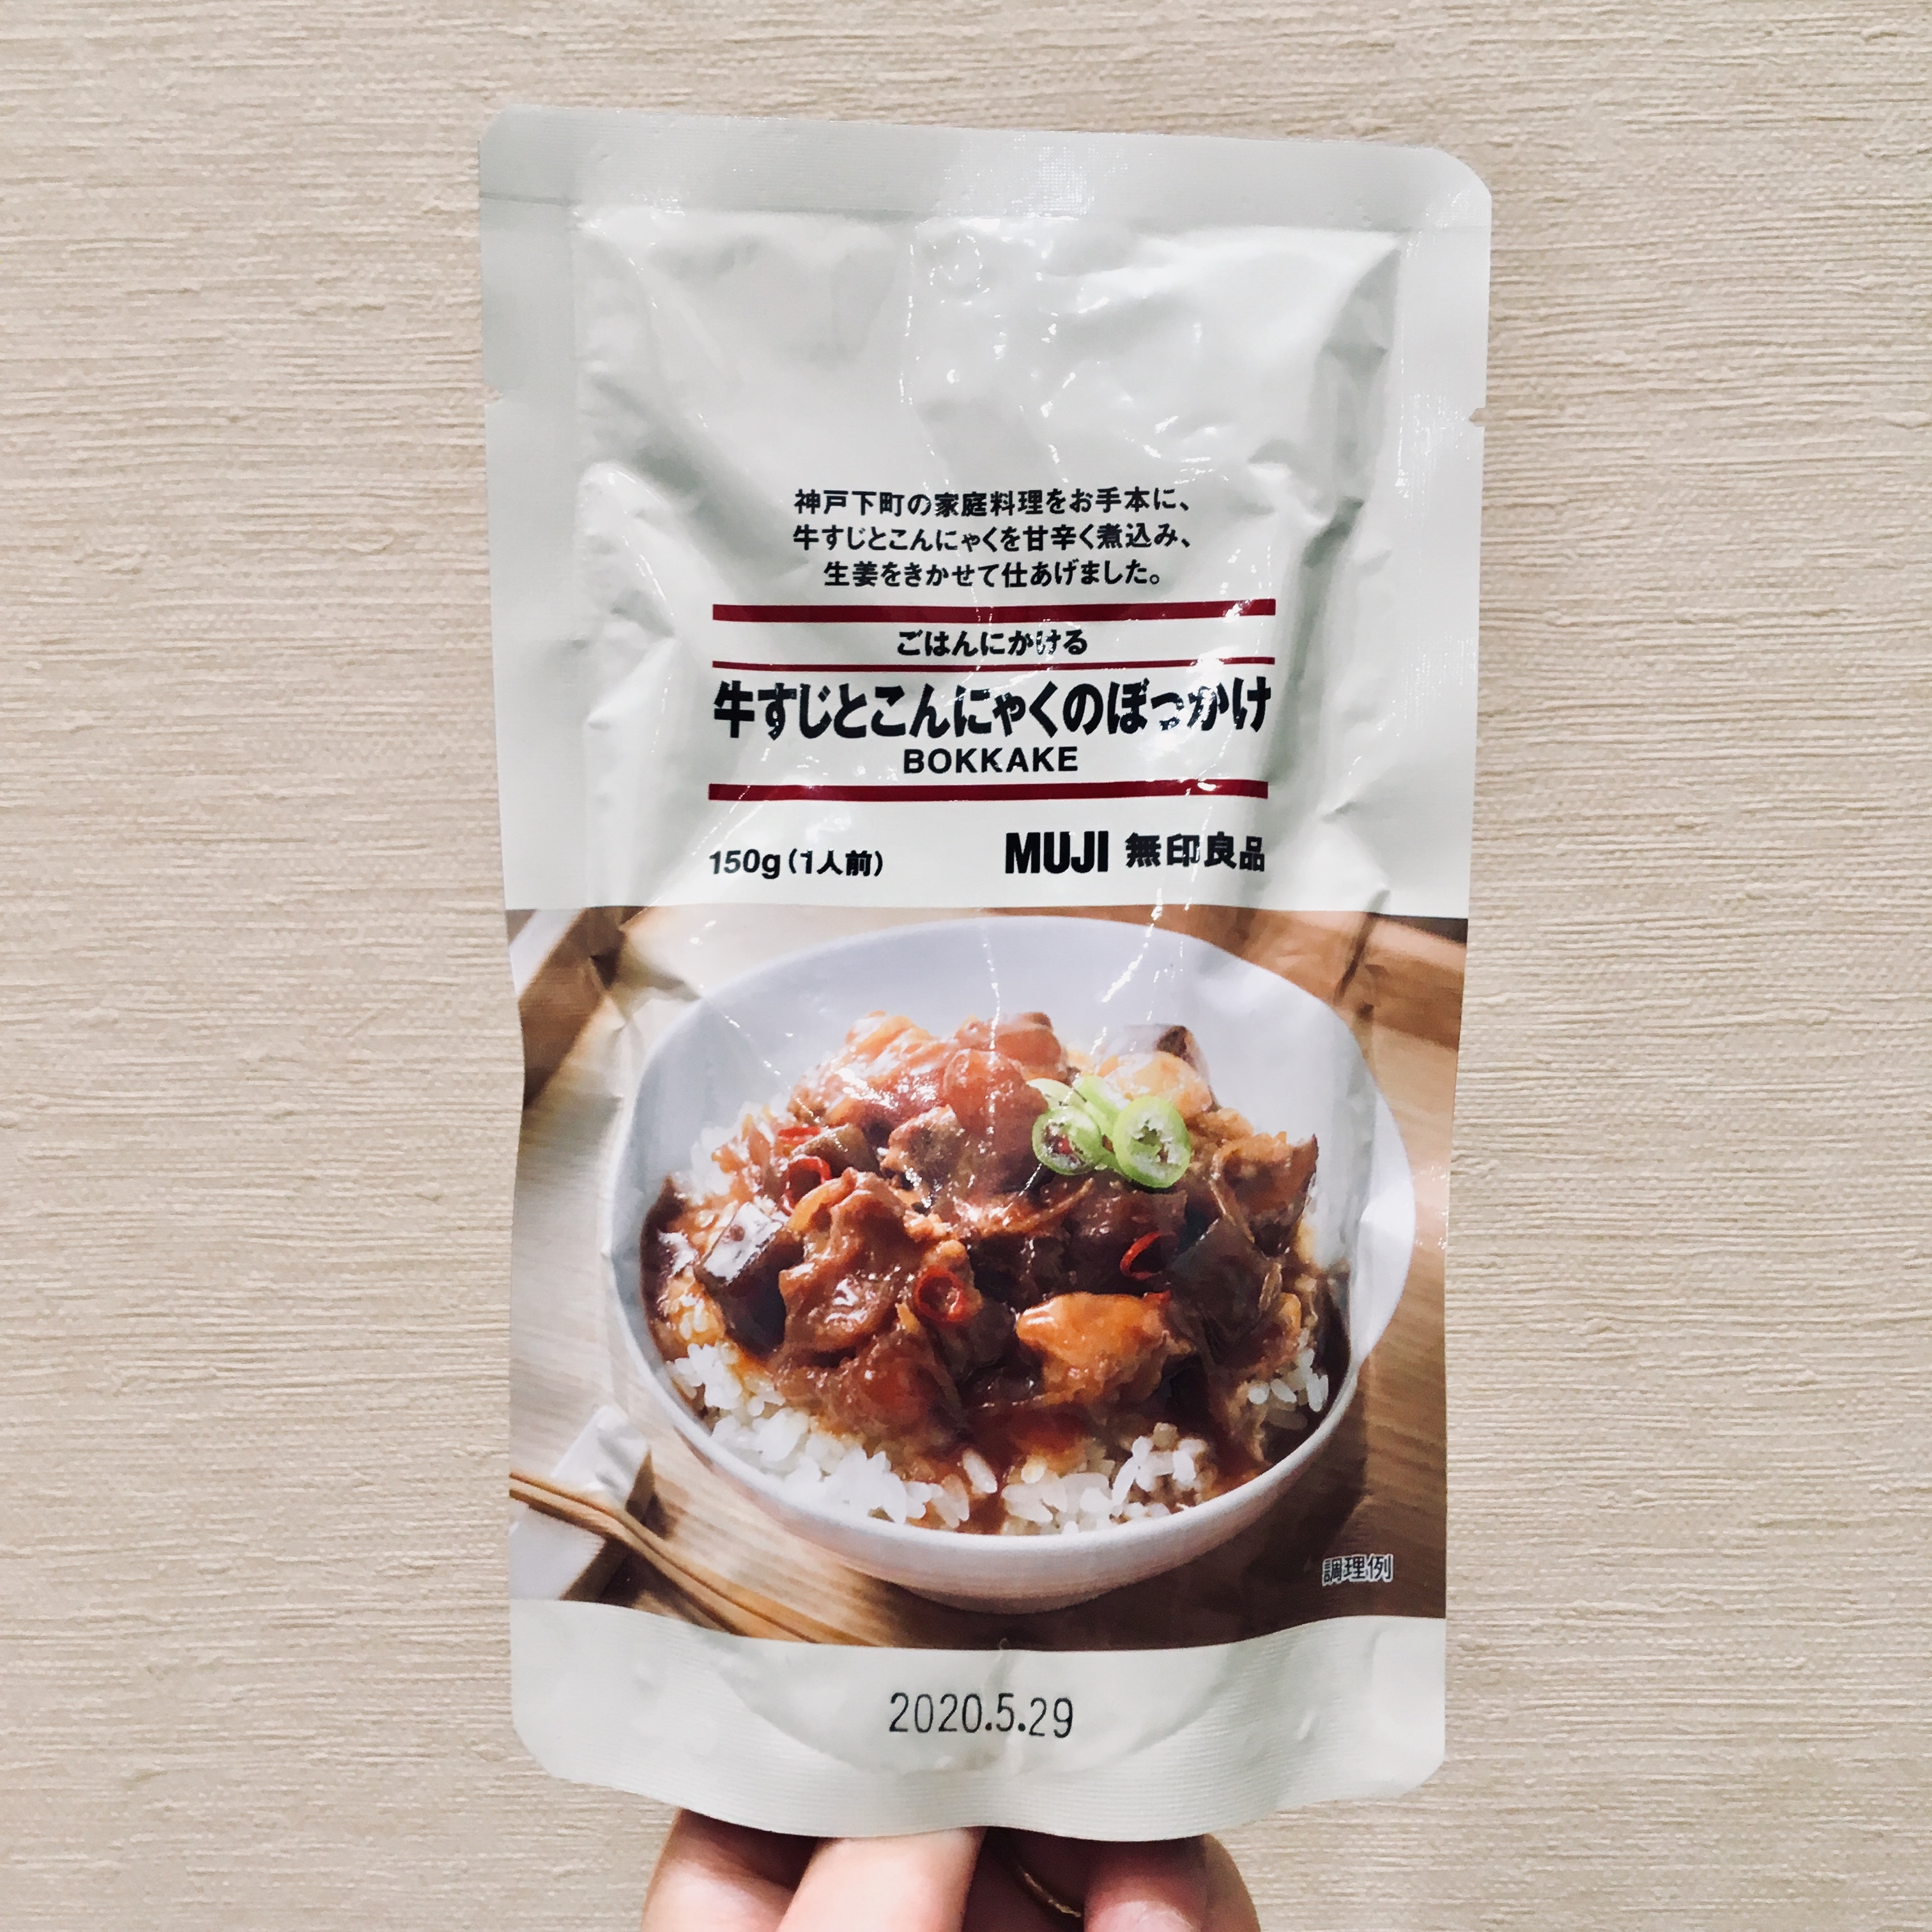 神戸下町の家庭料理をお手本に、
牛すじとこんにゃくを甘辛く煮込み、
生姜をきかせて仕あげました。
ごはんにかける
牛すじとこんにゃくのぼっかけ
BOKKAKE
150g(1人前) MUJI 無印良品
調理例
2020.5.29